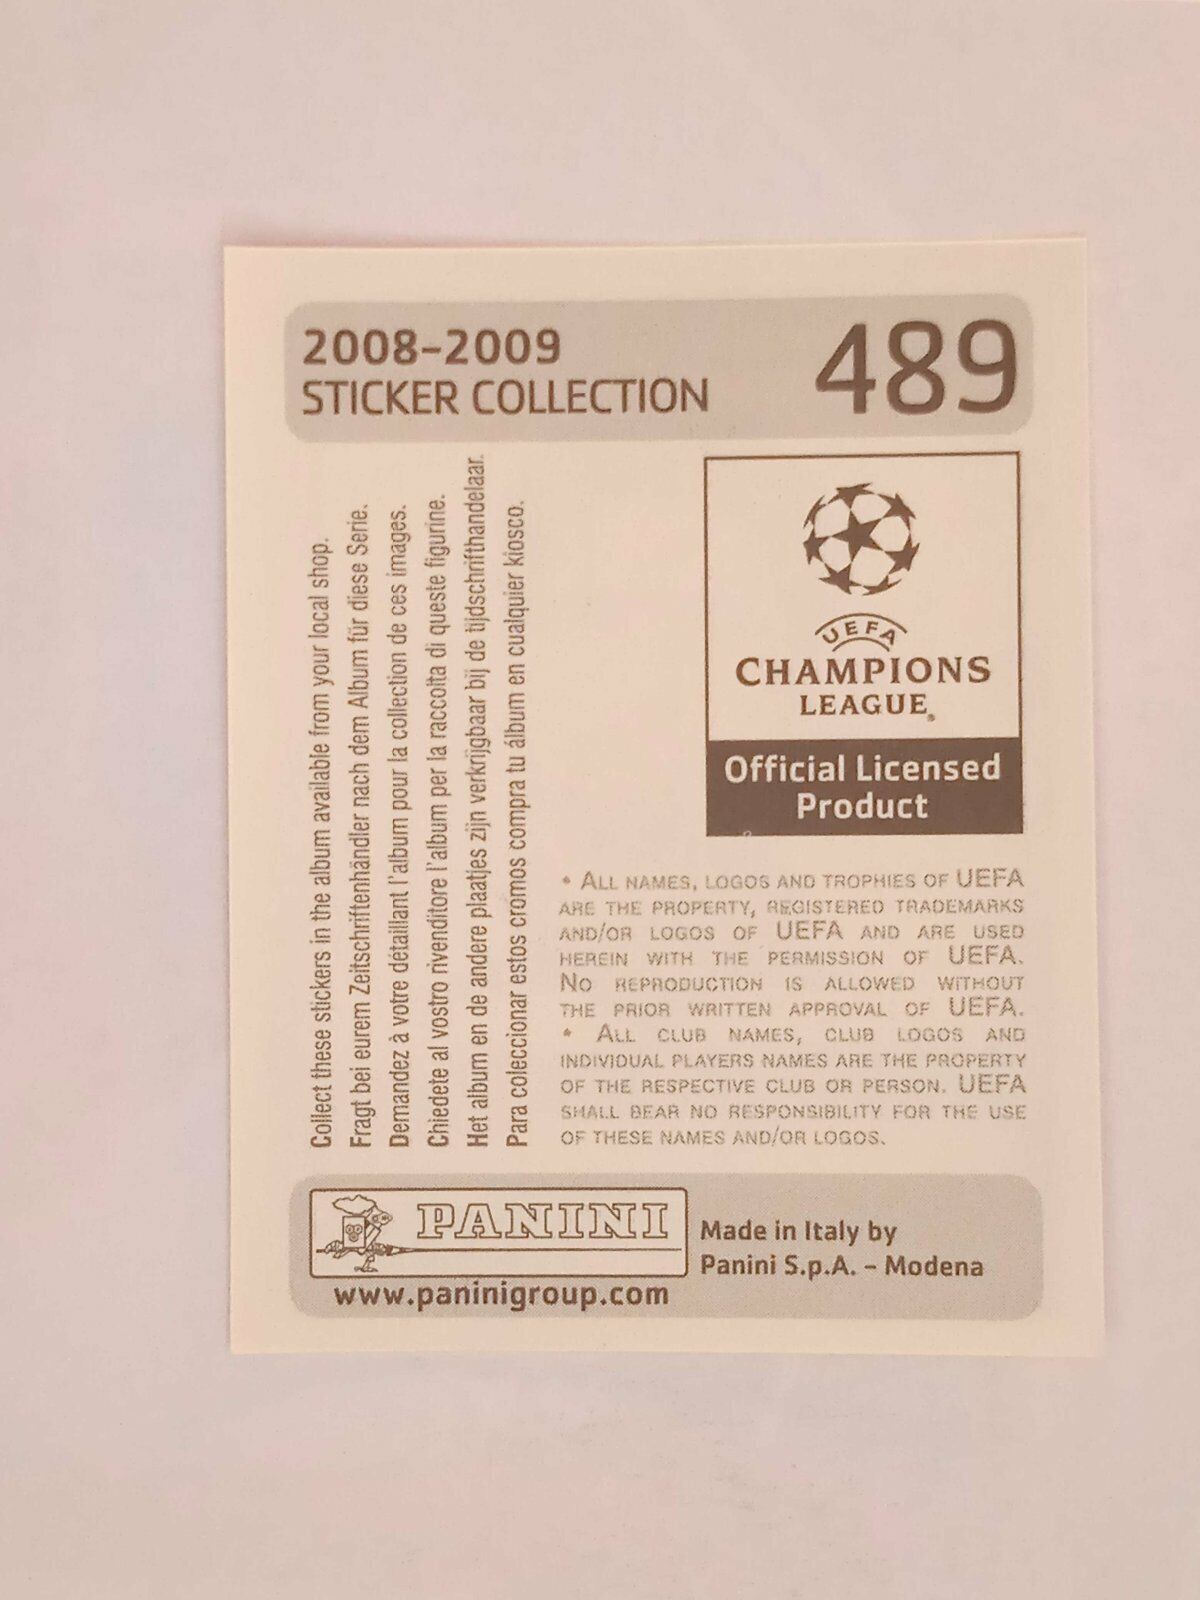 2008-2009
STICKER COLLECTION
489
Collect these stickers in the album available from your local shop.
Fragt bei eurem Zeitschriftenhändler nach dem Album für diese Serie.
Demandez à votre détaillant l'album pour la collection de ces images.
Chiedete al vostro rivenditore l'album per la raccolta di queste figurine.
Het album en de andere plaatjes zijn verkrijgbaar bij de tijdschrifthandelaar.
Para coleccionar estos cromos compra tu álbum en cualquier kiosco.
UEFA
CHAMPIONS
LEAGUE®
Official Licensed
Product
• ALL NAMES, LOGOS AND TROPHIES OF UEFA
ARE THE PROPERTY, REGISTERED TRADEMARKS
AND/OR LOGOS OF UEFA AND ARE USED
HEREIN WITH THE PERMISSION OF UEFA.
NO REPRODUCTION IS ALLOWED WITHOUT
THE PRIOR WRITTEN APPROVAL OF UEFA.
• ALL CLUB NAMES, CLUB LOGOS AND
INDIVIDUAL PLAYERS NAMES ARE THE PROPERTY
OF THE RESPECTIVE CLUB OR PERSON. UEFA
SHALL BEAR NO RESPONSIBILITY FOR THE USE
OF THESE NAMES AND/OR LOGOS.
PANINI
www.paninigroup.com
Made in Italy by
Panini S.p.A. - Modena